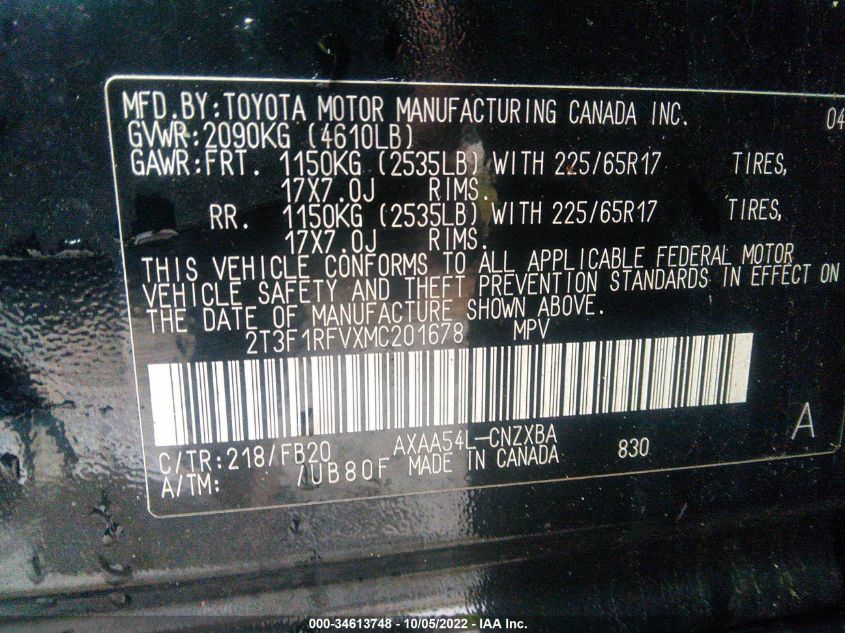 MFD.BY:TOYOTA MOTOR MANUFACTURING CANADA INC. 04
GVWR:2090KG (4610LB)
GAWR:FRT. 1150KG (2535LB) WITH 225/65R17 TIRES,
17X7.0J RIMS.
RR. 1150KG (2535LB) WITH 225/65R17 TIRES,
17X7.0J RIMS.
THIS VEHICLE CONFORMS TO ALL APPLICABLE FEDERAL MOTOR
VEHICLE SAFETY AND THEFT PREVENTION STANDARDS IN EFFECT ON
THE DATE OF MANUFACTURE SHOWN ABOVE.
2T3F1RFVXMC201678 MPV
C/TR:218/FB20 AXAA54L-CNZXBA A
A/TM: /UB80F MADE IN CANADA 830
000-34613748 - 10/05/2022 - IAA Inc.